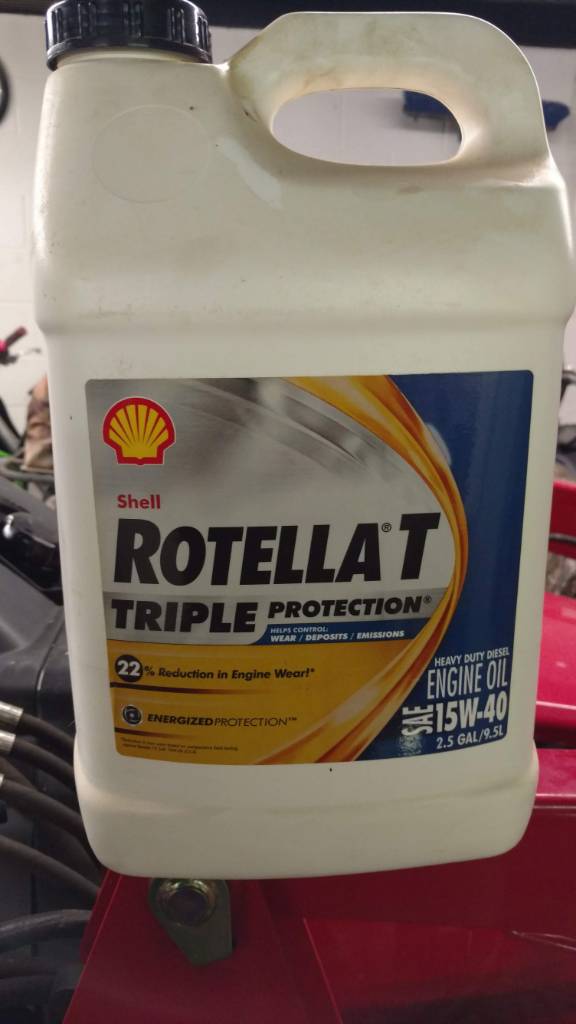 Shell
ROTELLA® T
TRIPLE PROTECTION®
HELPS CONTROL:
WEAR / DEPOSITS / EMISSIONS
22% Reduction in Engine Wear!*
ENERGIZEDPROTECTION™
HEAVY DUTY DIESEL
ENGINE OIL
SAE 15W-40
2.5 GAL/9.5L